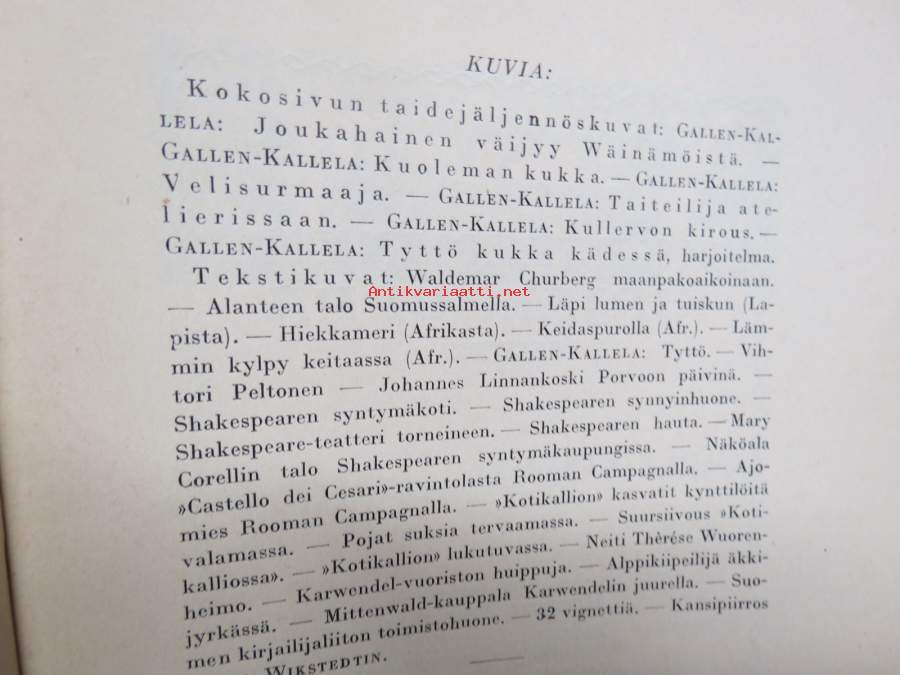 KUVIA:
Kokosivun taidejäljennöskuvat: GALLEN-KAL-
LELA: Joukahainen väijyy Wäinämöistä. —
GALLEN-KALLELA: Kuoleman kukka. — GALLEN-KALLELA:
Velisurmaaja. — GALLEN-KALLELA: Taiteilija ate-
lierissaan. — GALLEN-KALLELA: Kullervon kirous. —
GALLEN-KALLELA: Tyttö kukka kädessä, harjoitelma.
Tekstikuvat: Waldemar Churberg maanpakoaikoinaan.
Antikvariaatti.net
— Alanteen talo Suomussalmella. — Läpi lumen ja tuiskun (La-
pista). — Hiekkameri (Afrikasta). — Keidaspurolla (Afr.). — Läm-
min kylpy keitaassa (Afr.). — GALLEN-KALLELA: Tyttö. — Vih-
tori Peltonen — Johannes Linnankoski Porvoon päivinä. —
Shakespearen syntymäkoti. — Shakespearen synnyinhuone. —
Shakespeare-teatteri torneineen. — Shakespearen hauta. — Mary
Corellin talo Shakespearen syntymäkaupungissa. — Näköala
»Castello dei Cesari»-ravintolasta Rooman Campagnalla. — Ajo-
mies Rooman Campagnalla. — »Kotikallion» kasvatit kynttilöitä
valamassa. — Pojat suksia tervaamassa. — Suursiivous »Koti-
kalliossa». — »Kotikallion» lukutuvassa. — Neiti Thèrése Wuoren-
heimo. — Karwendel-vuoriston huippuja. — Alppikiipeilijä äkki-
jyrkässä. — Mittenwald-kauppala Karwendelin juurella. — Suo-
men kirjailijaliiton toimistohuone. — 32 vignettiä. — Kansipiirros
WIKSTEDTIN.